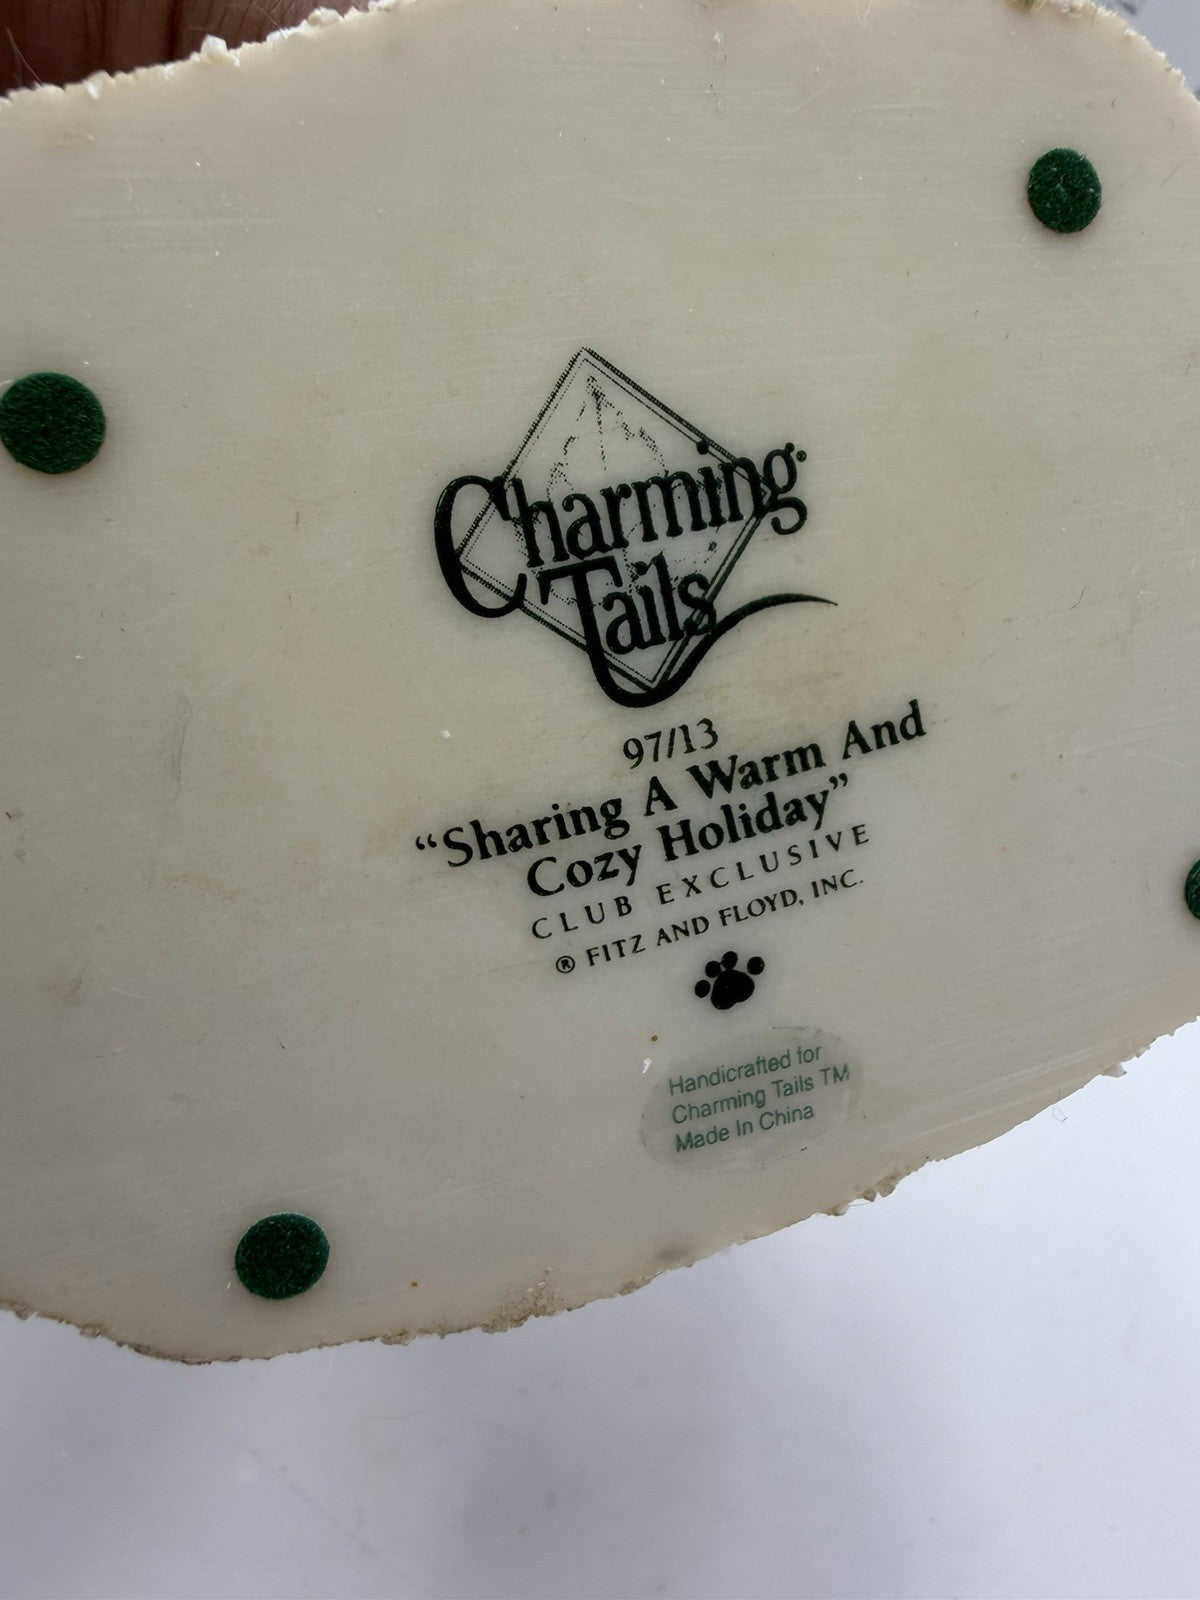 Charming
Tails
97/13
“Sharing A Warm And
Cozy Holiday”
CLUB EXCLUSIVE
® FITZ AND FLOYD, INC.
Handicrafted for
Charming Tails TM
Made In China